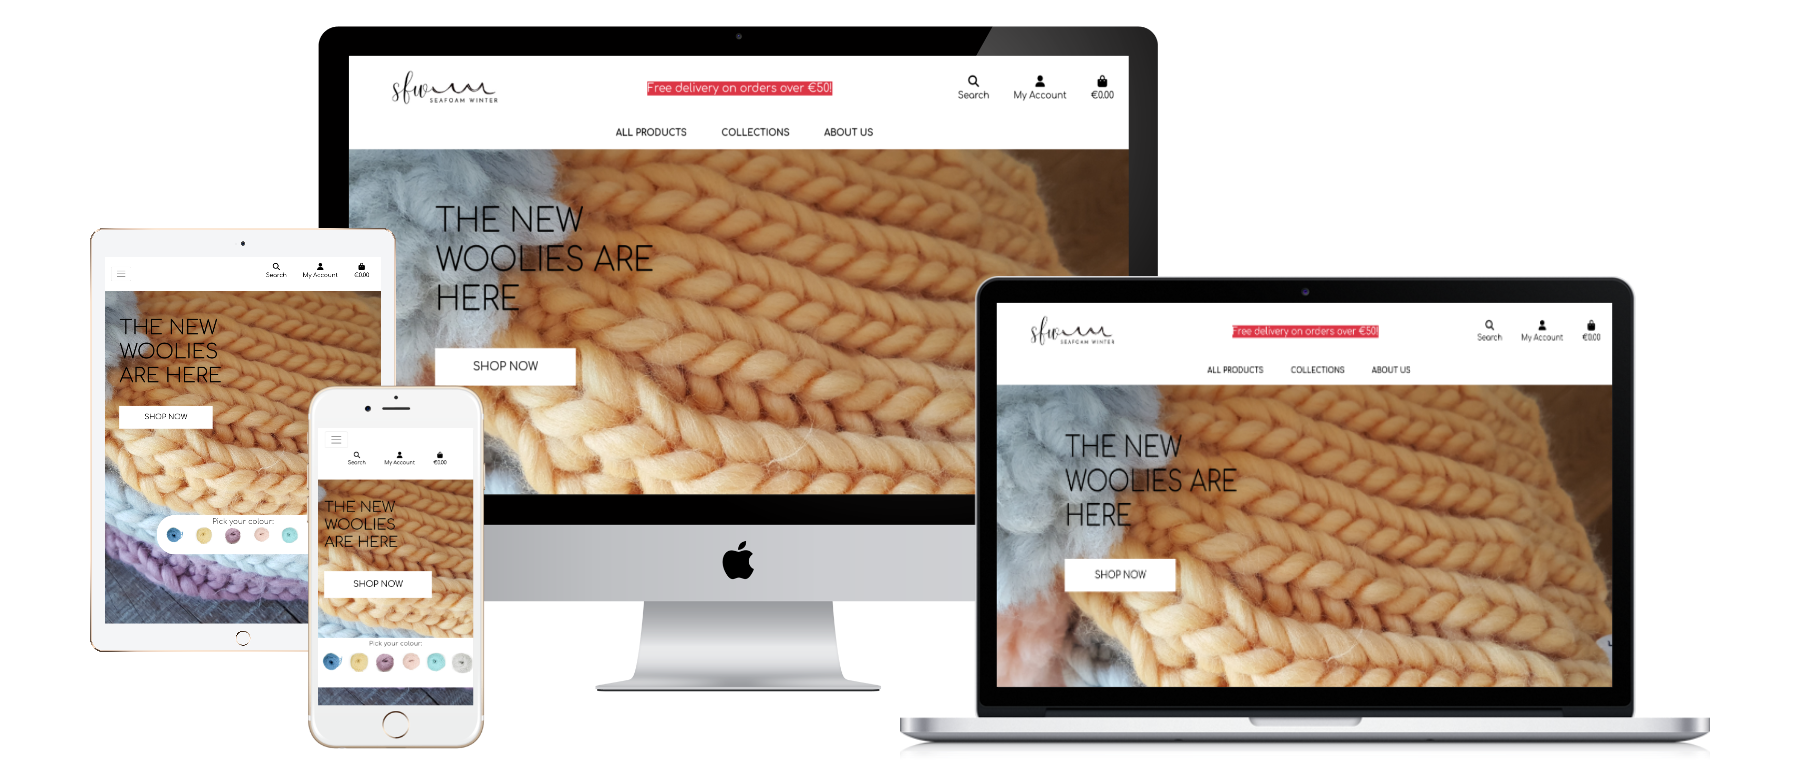 sfw
SEAFOAM WINTER
Free delivery on orders over €50!
Search
My Account
€0.00
ALL PRODUCTS
COLLECTIONS
ABOUT US
THE NEW
WOOLIES ARE
HERE
SHOP NOW
Search
My Account
€0.00
THE NEW
WOOLIES
ARE HERE
SHOP NOW
Pick your colour:
Search
My Account
€0.00
THE NEW
WOOLIES
ARE HERE
SHOP NOW
Pick your colour:
sfw
SEAFOAM WINTER
Free delivery on orders over €50!
Search
My Account
€0.00
ALL PRODUCTS
COLLECTIONS
ABOUT US
THE NEW
WOOLIES ARE
HERE
SHOP NOW